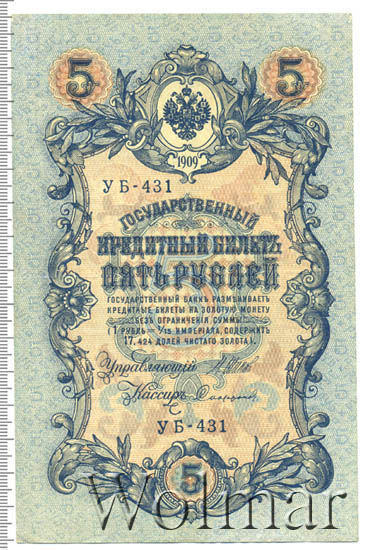 5 5
1909
УБ-431
ГОСУДАРСТВЕННЫЙ
КРЕДИТНЫЙ БИЛЕТЪ
ПЯТЬ РУБЛЕЙ
ГОСУДАРСТВЕННЫЙ БАНКЪ РАЗМѢНИВАЕТЪ
КРЕДИТНЫЕ БИЛЕТЫ НА ЗОЛОТУЮ МОНЕТУ
БЕЗЪ ОГРАНИЧЕНІЯ СУММЫ
(1 РУБЛЬ = 1/15 ИМПЕРІАЛА, СОДЕРЖИТЪ
17,424 ДОЛЕЙ ЧИСТАГО ЗОЛОТА).
Управляющій
Кассиръ
УБ-431
5
Wolmar